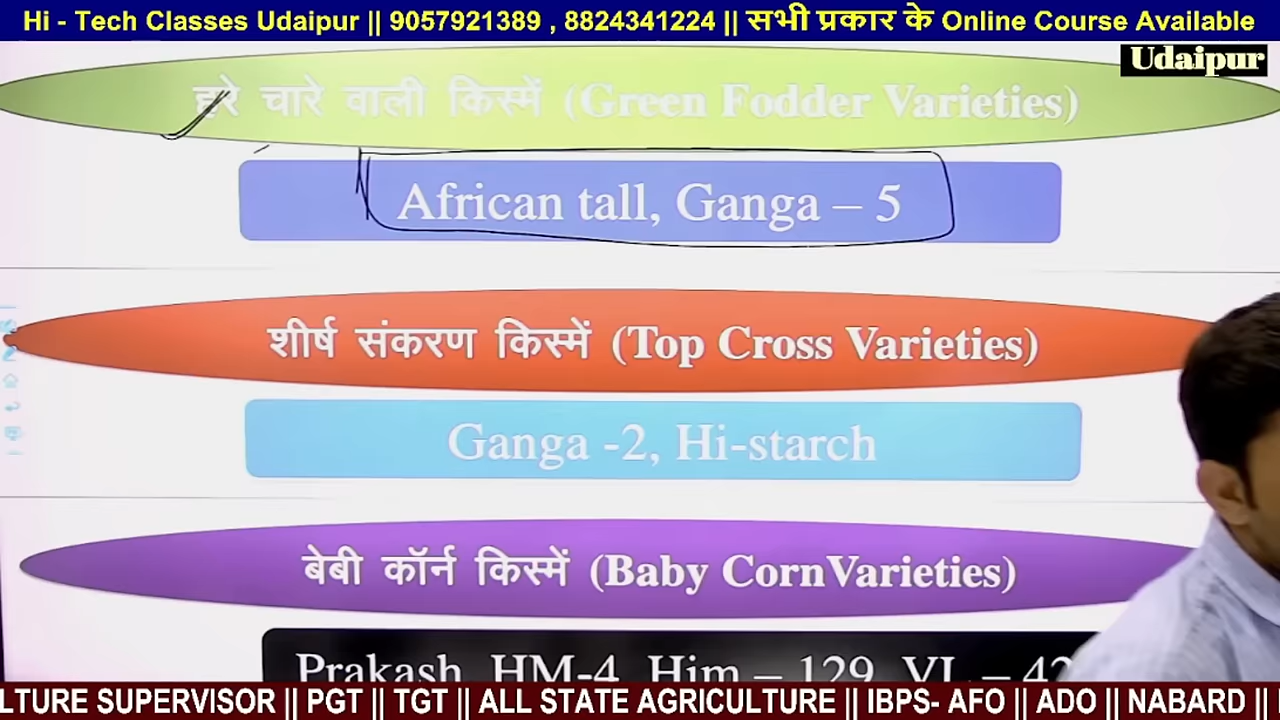 Hi - Tech Classes Udaipur || 9057921389 , 8824341224 || सभी प्रकार के Online Course Available
Udaipur
हरे चारे वाली किस्में (Green Fodder Varieties)
African tall, Ganga – 5
शीर्ष संकरण किस्में (Top Cross Varieties)
Ganga -2, Hi-starch
बेबी कॉर्न किस्में (Baby CornVarieties)
Prakash, HM-4, Him – 129, VL – 42
LTURE SUPERVISOR || PGT || TGT || ALL STATE AGRICULTURE || IBPS- AFO || ADO || NABARD ||